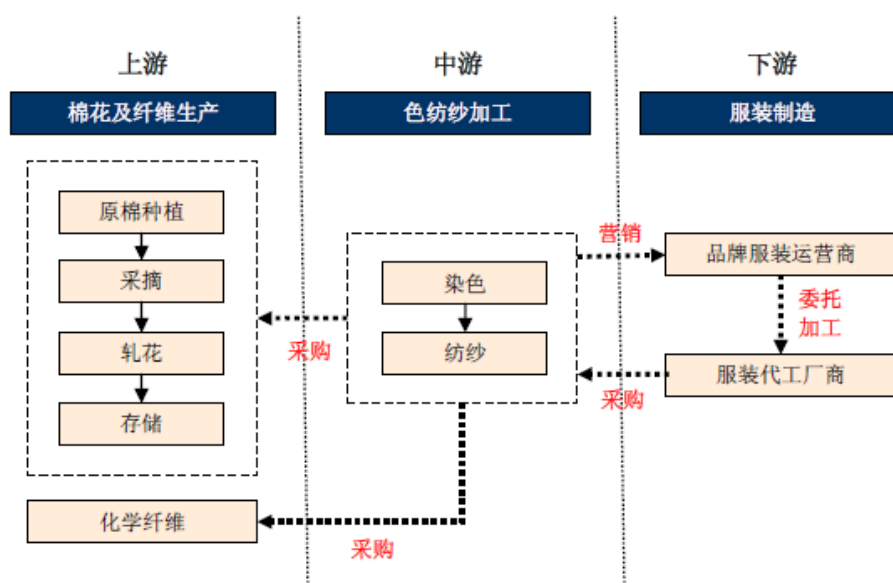 上游
中游
下游
棉花及纤维生产
色纺纱加工
服装制造
原棉种植
采摘
轧花
存储
化学纤维
采购
染色
纺纱
采购
营销
采购
品牌服装运营商
委托
加工
服装代工厂商